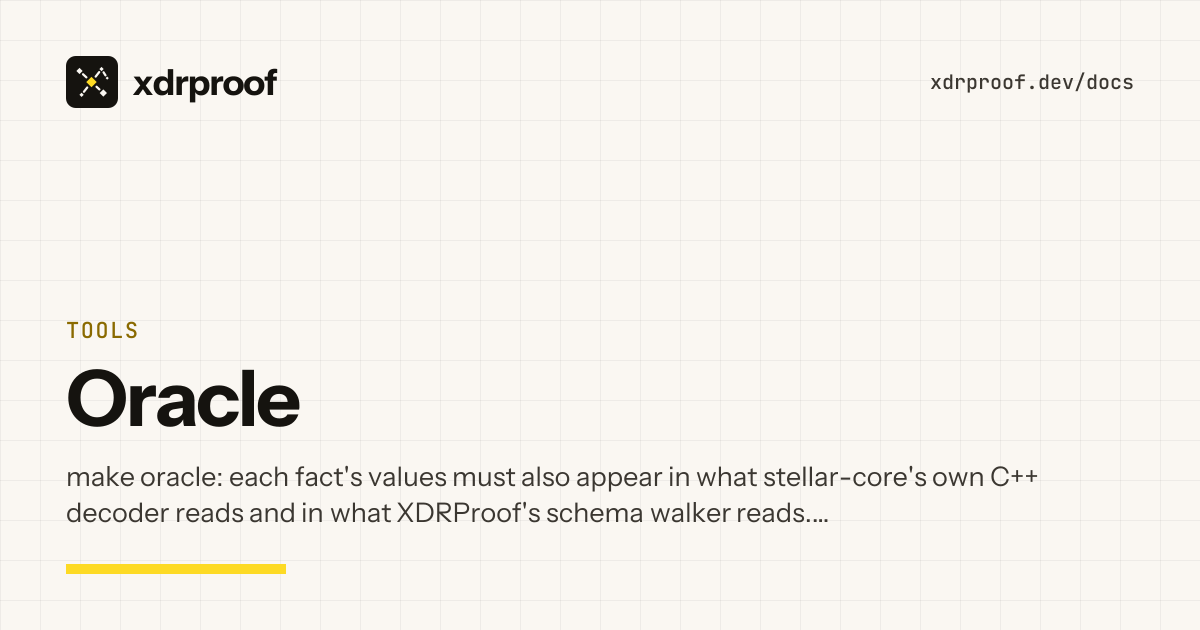 xdrproof
xdrproof.dev/docs
TOOLS
Oracle
make oracle: each fact's values must also appear in what stellar-core's own C++
decoder reads and in what XDRProof's schema walker reads.…